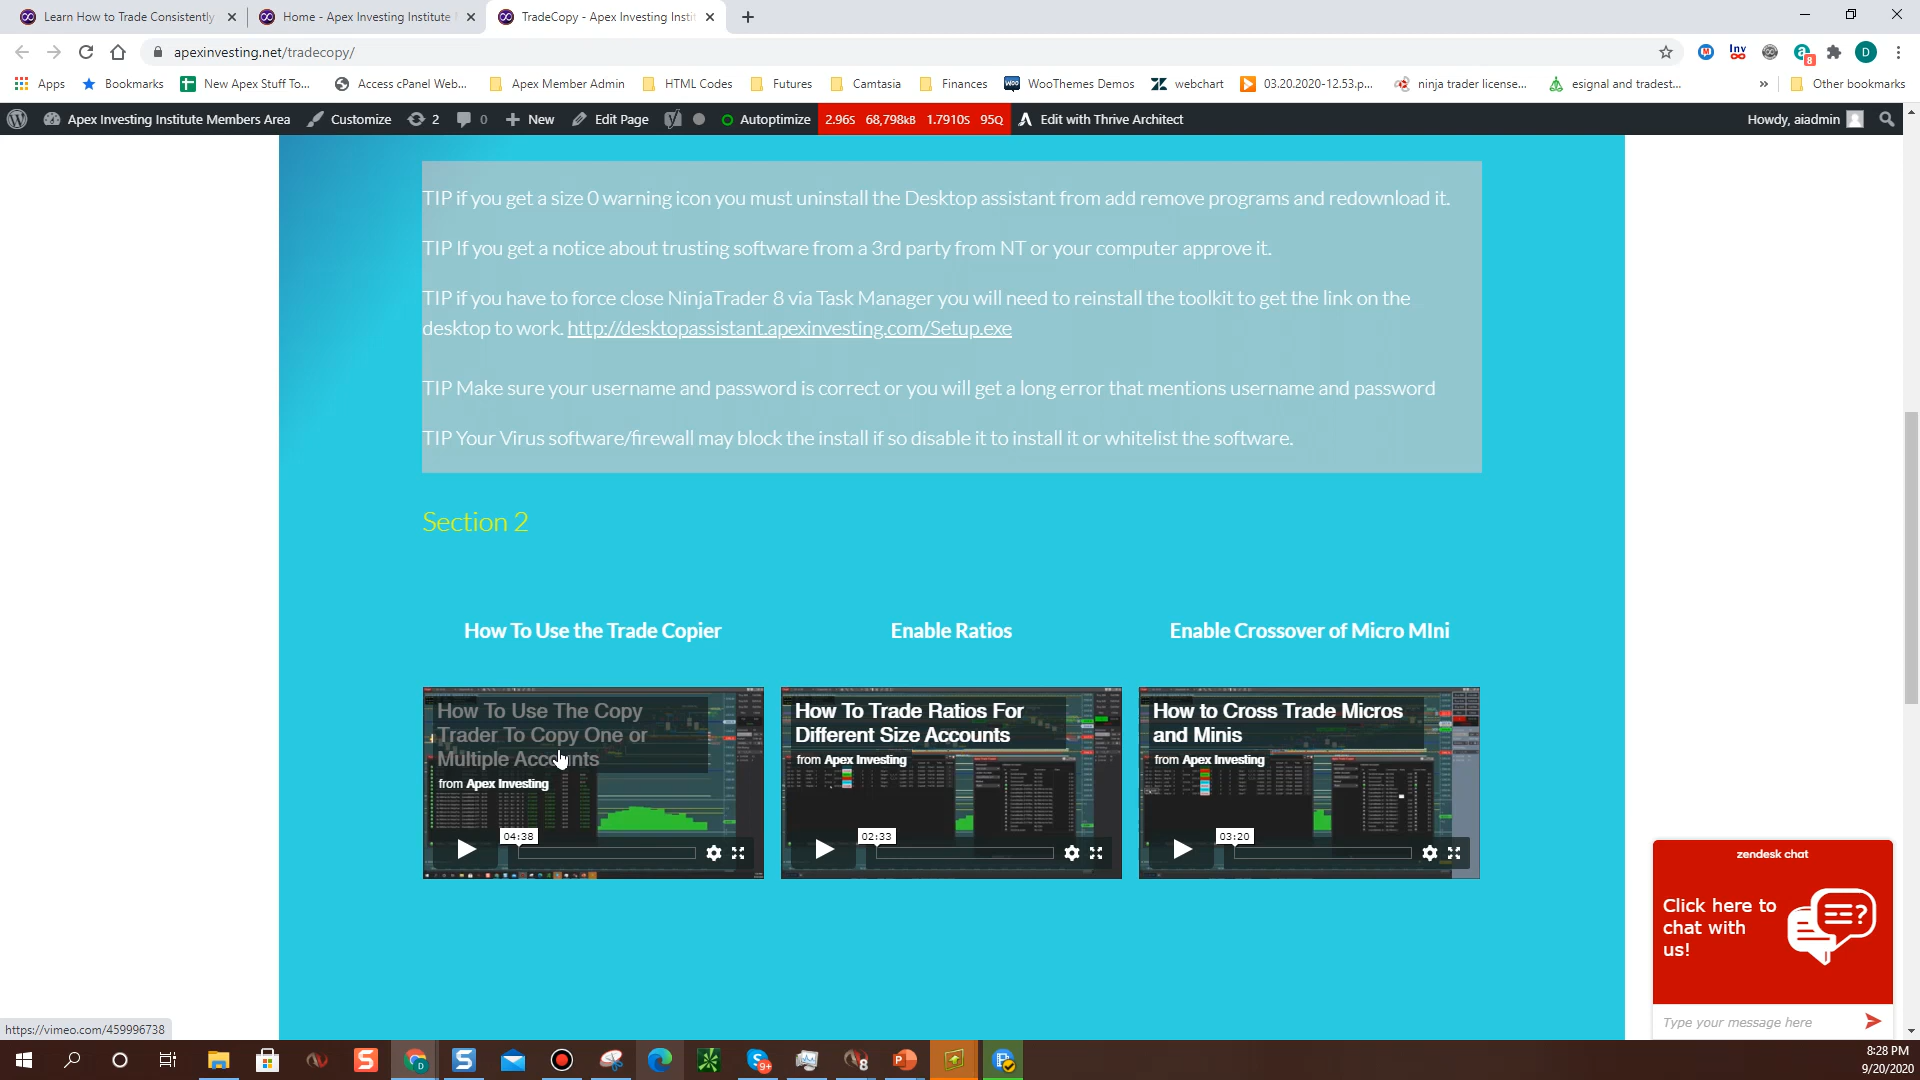 Learn How to Trade Consistently
Home - Apex Investing Institute
TradeCopy - Apex Investing Insti
apexinvesting.net/tradecopy/
Inv
8
D
Apps
Bookmarks
New Apex Stuff To...
Access cPanel Web...
Apex Member Admin
HTML Codes
Futures
Camtasia
Finances
WooThemes Demos
webchart
03.20.2020-12.53.p...
ninja trader license...
esignal and tradest...
»
Other bookmarks
Apex Investing Institute Members Area
Customize
2
0
New
Edit Page
Autoptimize
2.96S 68,798KB 1.7910S 95Q
Edit with Thrive Architect
Howdy, aiadmin
TIP if you get a size 0 warning icon you must uninstall the Desktop assistant from add remove programs and redownload it.
TIP If you get a notice about trusting software from a 3rd party from NT or your computer approve it.
TIP if you have to force close NinjaTrader 8 via Task Manager you will need to reinstall the toolkit to get the link on the
desktop to work. http://desktopassistant.apexinvesting.com/Setup.exe
TIP Make sure your username and password is correct or you will get a long error that mentions username and password
TIP Your Virus software/firewall may block the install if so disable it to install it or whitelist the software.
Section 2
How To Use the Trade Copier
Enable Ratios
Enable Crossover of Micro MIni
How To Use The Copy
Trader To Copy One or
Multiple Accounts
from Apex Investing
04:38
How To Trade Ratios For
Different Size Accounts
from Apex Investing
02:33
How to Cross Trade Micros
and Minis
from Apex Investing
03:20
zendesk chat
Click here to
chat with
us!
Type your message here
https://vimeo.com/459996738
8:28 PM
9/20/2020